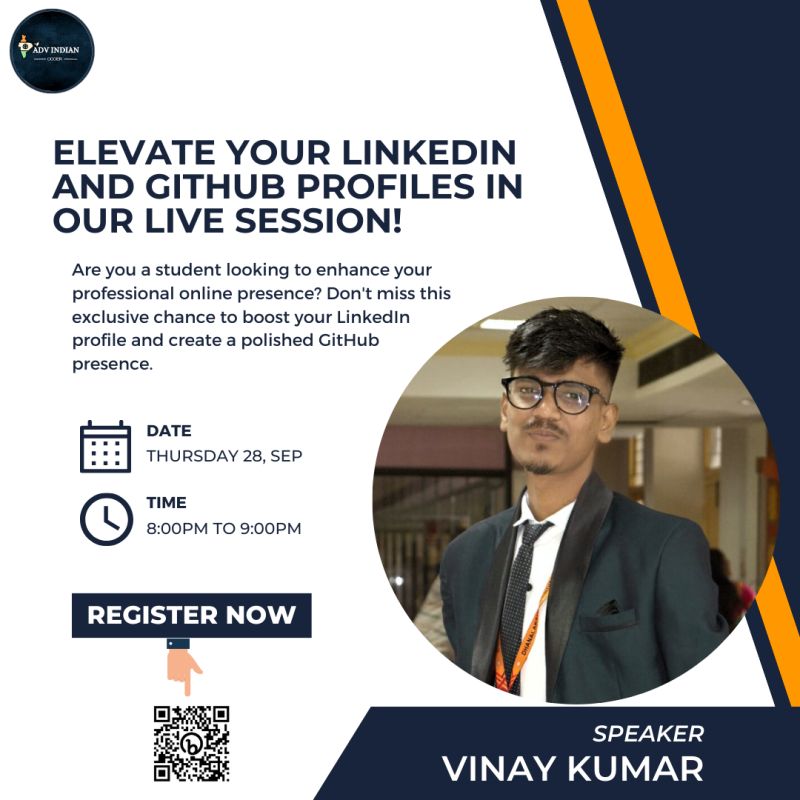 ADV INDIAN
CODER
ELEVATE YOUR LINKEDIN
AND GITHUB PROFILES IN
OUR LIVE SESSION!
Are you a student looking to enhance your
professional online presence? Don't miss this
exclusive chance to boost your LinkedIn
profile and create a polished GitHub
presence.
DATE
THURSDAY 28, SEP
TIME
8:00PM TO 9:00PM
REGISTER NOW
SPEAKER
VINAY KUMAR